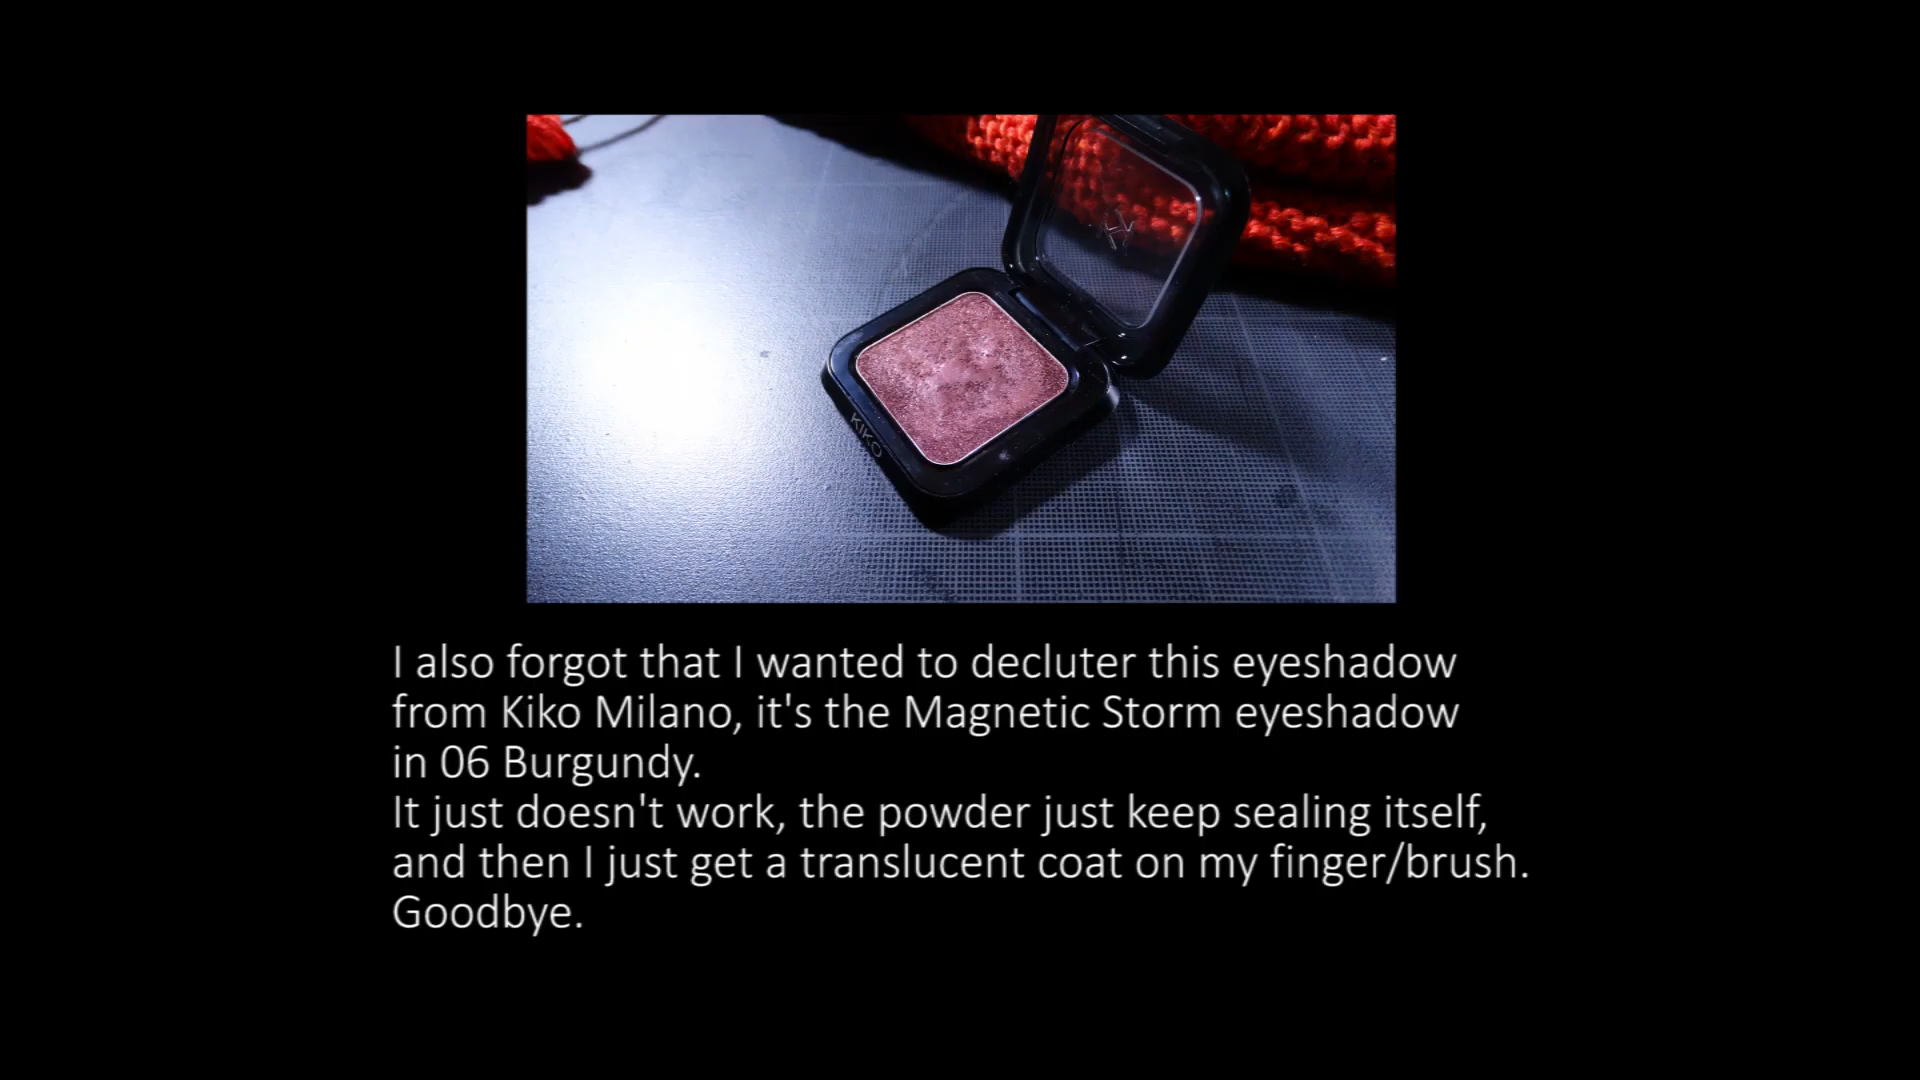 KIKO
I also forgot that I wanted to decluter this eyeshadow
from Kiko Milano, it's the Magnetic Storm eyeshadow
in 06 Burgundy.
It just doesn't work, the powder just keep sealing itself,
and then I just get a translucent coat on my finger/brush.
Goodbye.